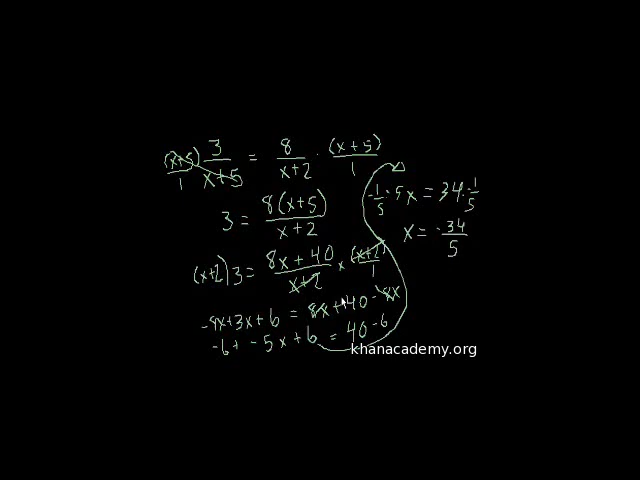 (x+5)/1 3/(x+5) = 8/(x+2) · (x+5)/1
3 = 8(x+5)/(x+2)
(x+2) 3 = (8x+40)/(x+2) × (x+2)/1
-8x+3x+6 = 8x+40-8x
-6+ -5x+6 = 40-6
-1/5 · 5x = 34 · 1/5
x = -34/5
khanacademy.org